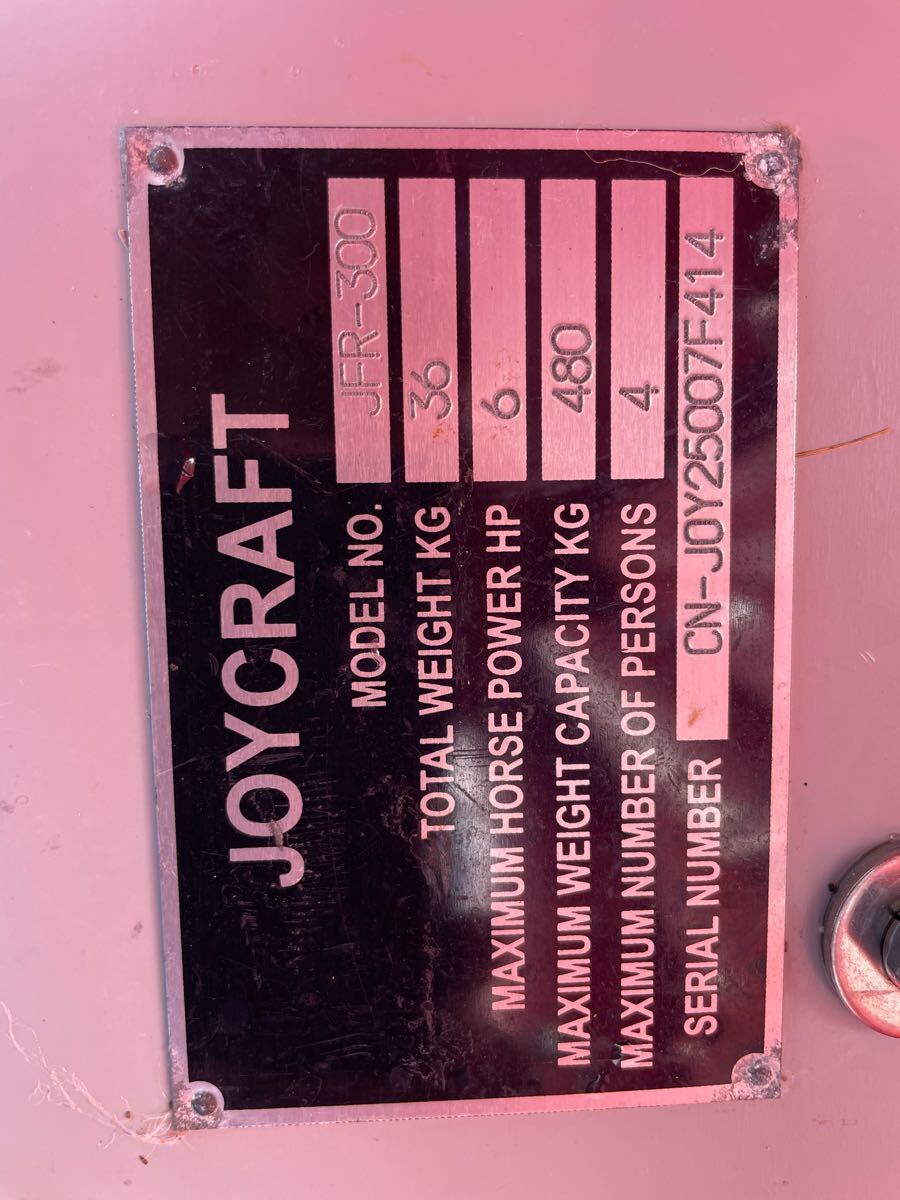 JOYCRAFT
MODEL NO. JFR-300
TOTAL WEIGHT KG 36
MAXIMUM HORSE POWER HP 6
MAXIMUM WEIGHT CAPACITY KG 480
MAXIMUM NUMBER OF PERSONS 4
SERIAL NUMBER CN-JOY25007F414